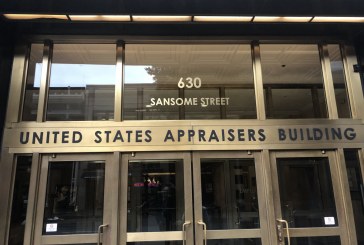 630
SANSOME STREET
UNITED STATES APPRAISERS BUILDING